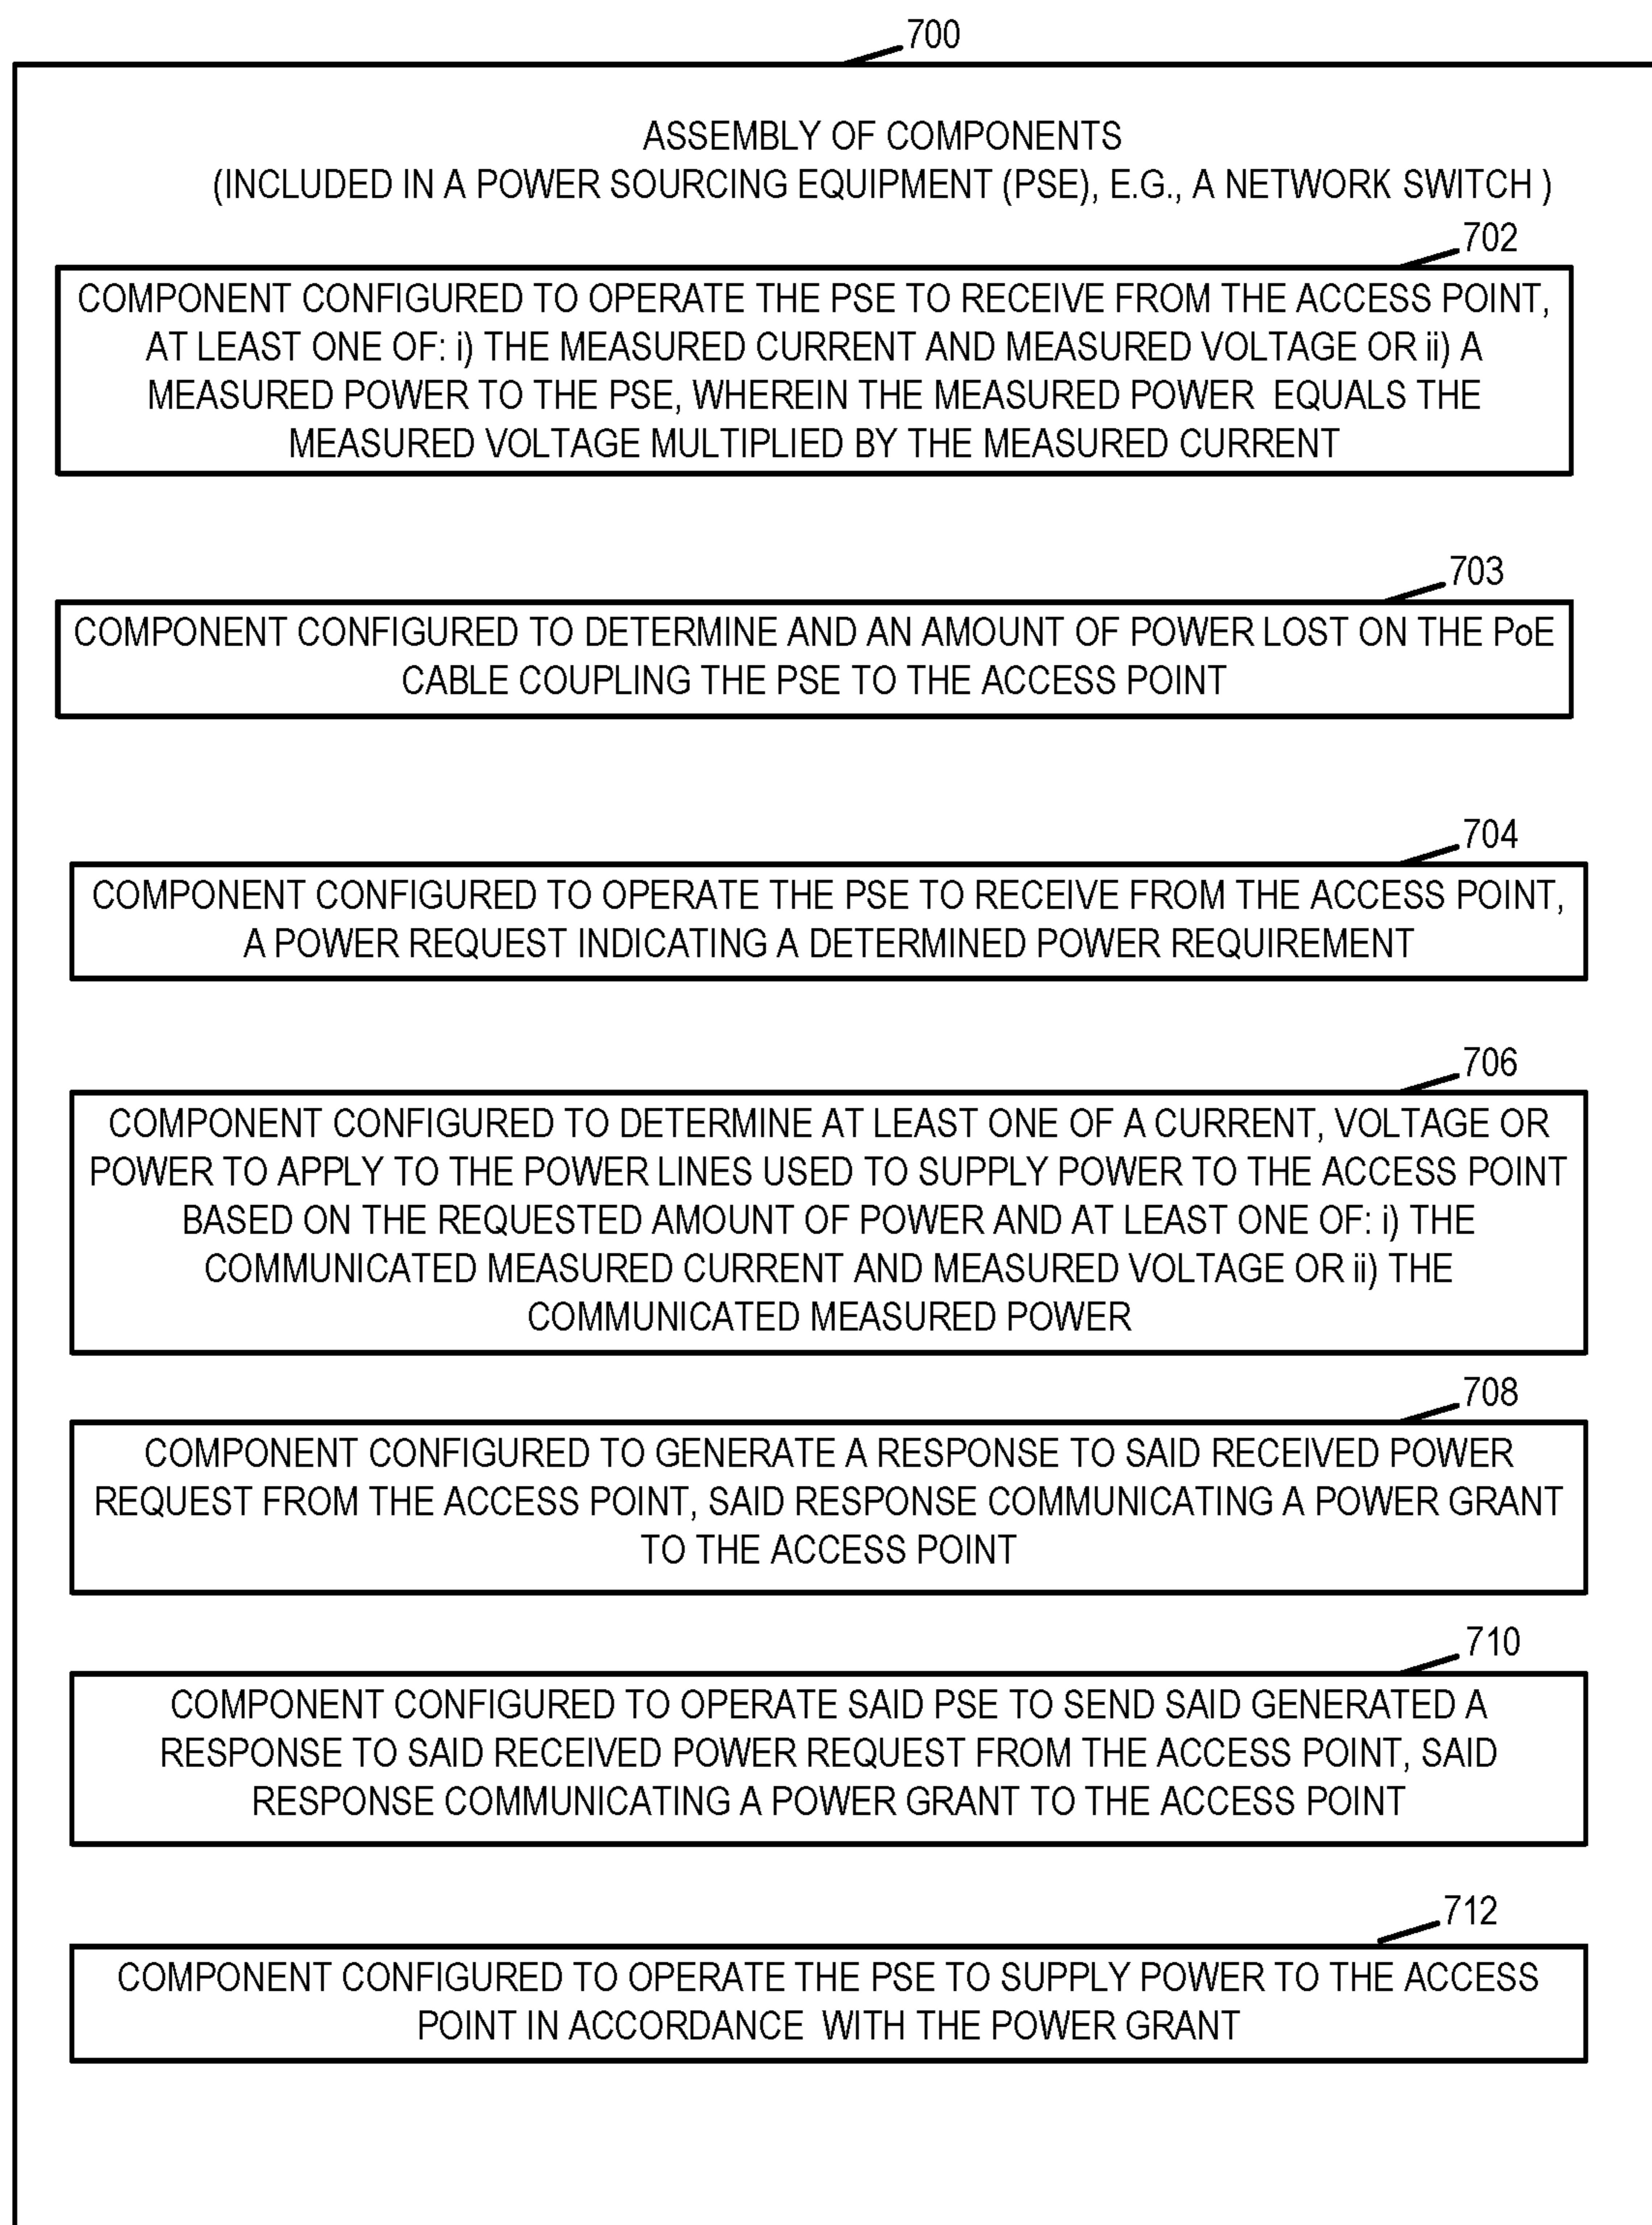 700
ASSEMBLY OF COMPONENTS
(INCLUDED IN A POWER SOURCING EQUIPMENT (PSE), E.G., A NETWORK SWITCH )
702
COMPONENT CONFIGURED TO OPERATE THE PSE TO RECEIVE FROM THE ACCESS POINT,
AT LEAST ONE OF: i) THE MEASURED CURRENT AND MEASURED VOLTAGE OR ii) A
MEASURED POWER TO THE PSE, WHEREIN THE MEASURED POWER EQUALS THE
MEASURED VOLTAGE MULTIPLIED BY THE MEASURED CURRENT
703
COMPONENT CONFIGURED TO DETERMINE AND AN AMOUNT OF POWER LOST ON THE PoE
CABLE COUPLING THE PSE TO THE ACCESS POINT
704
COMPONENT CONFIGURED TO OPERATE THE PSE TO RECEIVE FROM THE ACCESS POINT,
A POWER REQUEST INDICATING A DETERMINED POWER REQUIREMENT
706
COMPONENT CONFIGURED TO DETERMINE AT LEAST ONE OF A CURRENT, VOLTAGE OR
POWER TO APPLY TO THE POWER LINES USED TO SUPPLY POWER TO THE ACCESS POINT
BASED ON THE REQUESTED AMOUNT OF POWER AND AT LEAST ONE OF: i) THE
COMMUNICATED MEASURED CURRENT AND MEASURED VOLTAGE OR ii) THE
COMMUNICATED MEASURED POWER
708
COMPONENT CONFIGURED TO GENERATE A RESPONSE TO SAID RECEIVED POWER
REQUEST FROM THE ACCESS POINT, SAID RESPONSE COMMUNICATING A POWER GRANT
TO THE ACCESS POINT
710
COMPONENT CONFIGURED TO OPERATE SAID PSE TO SEND SAID GENERATED A
RESPONSE TO SAID RECEIVED POWER REQUEST FROM THE ACCESS POINT, SAID
RESPONSE COMMUNICATING A POWER GRANT TO THE ACCESS POINT
712
COMPONENT CONFIGURED TO OPERATE THE PSE TO SUPPLY POWER TO THE ACCESS
POINT IN ACCORDANCE WITH THE POWER GRANT